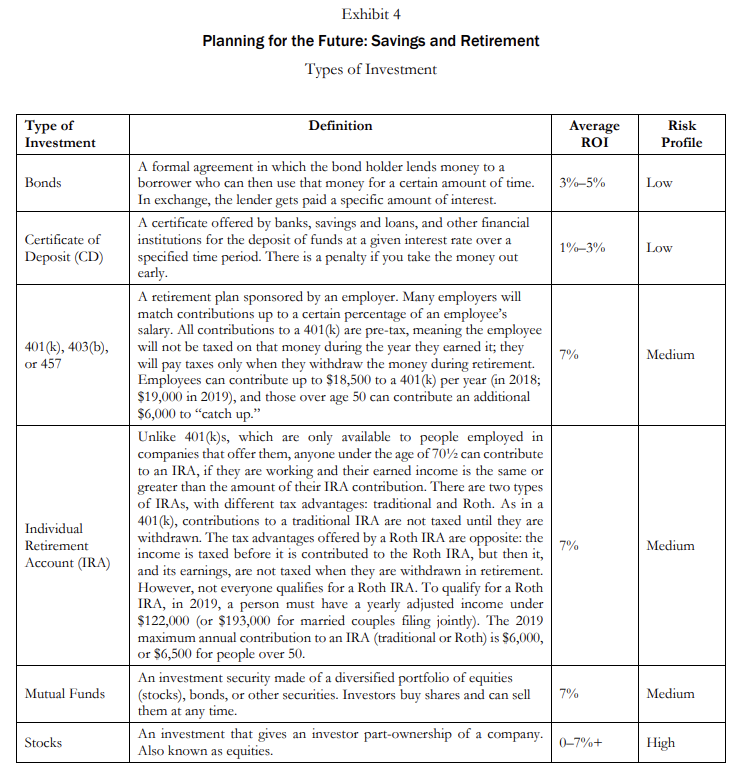 Exhibit 4
Planning for the Future: Savings and Retirement
Types of Investment
Type of
Investment
Definition
Average
ROI
Risk
Profile
Bonds
A formal agreement in which the bond holder lends money to a
borrower who can then use that money for a certain amount of time.
In exchange, the lender gets paid a specific amount of interest.
3%–5%
Low
Certificate of
Deposit (CD)
A certificate offered by banks, savings and loans, and other financial
institutions for the deposit of funds at a given interest rate over a
specified time period. There is a penalty if you take the money out
early.
1%–3%
Low
401(k), 403(b),
or 457
A retirement plan sponsored by an employer. Many employers will
match contributions up to a certain percentage of an employee's
salary. All contributions to a 401(k) are pre-tax, meaning the employee
will not be taxed on that money during the year they earned it; they
will pay taxes only when they withdraw the money during retirement.
Employees can contribute up to $18,500 to a 401(k) per year (in 2018;
$19,000 in 2019), and those over age 50 can contribute an additional
$6,000 to “catch up.”
7%
Medium
Individual
Retirement
Account (IRA)
Unlike 401(k)s, which are only available to people employed in
companies that offer them, anyone under the age of 70½ can contribute
to an IRA, if they are working and their earned income is the same or
greater than the amount of their IRA contribution. There are two types
of IRAs, with different tax advantages: traditional and Roth. As in a
401(k), contributions to a traditional IRA are not taxed until they are
withdrawn. The tax advantages offered by a Roth IRA are opposite: the
income is taxed before it is contributed to the Roth IRA, but then it,
and its earnings, are not taxed when they are withdrawn in retirement.
However, not everyone qualifies for a Roth IRA. To qualify for a Roth
IRA, in 2019, a person must have a yearly adjusted income under
$122,000 (or $193,000 for married couples filing jointly). The 2019
maximum annual contribution to an IRA (traditional or Roth) is $6,000,
or $6,500 for people over 50.
7%
Medium
Mutual Funds
An investment security made of a diversified portfolio of equities
(stocks), bonds, or other securities. Investors buy shares and can sell
them at any time.
7%
Medium
Stocks
An investment that gives an investor part-ownership of a company.
Also known as equities.
0–7%+
High